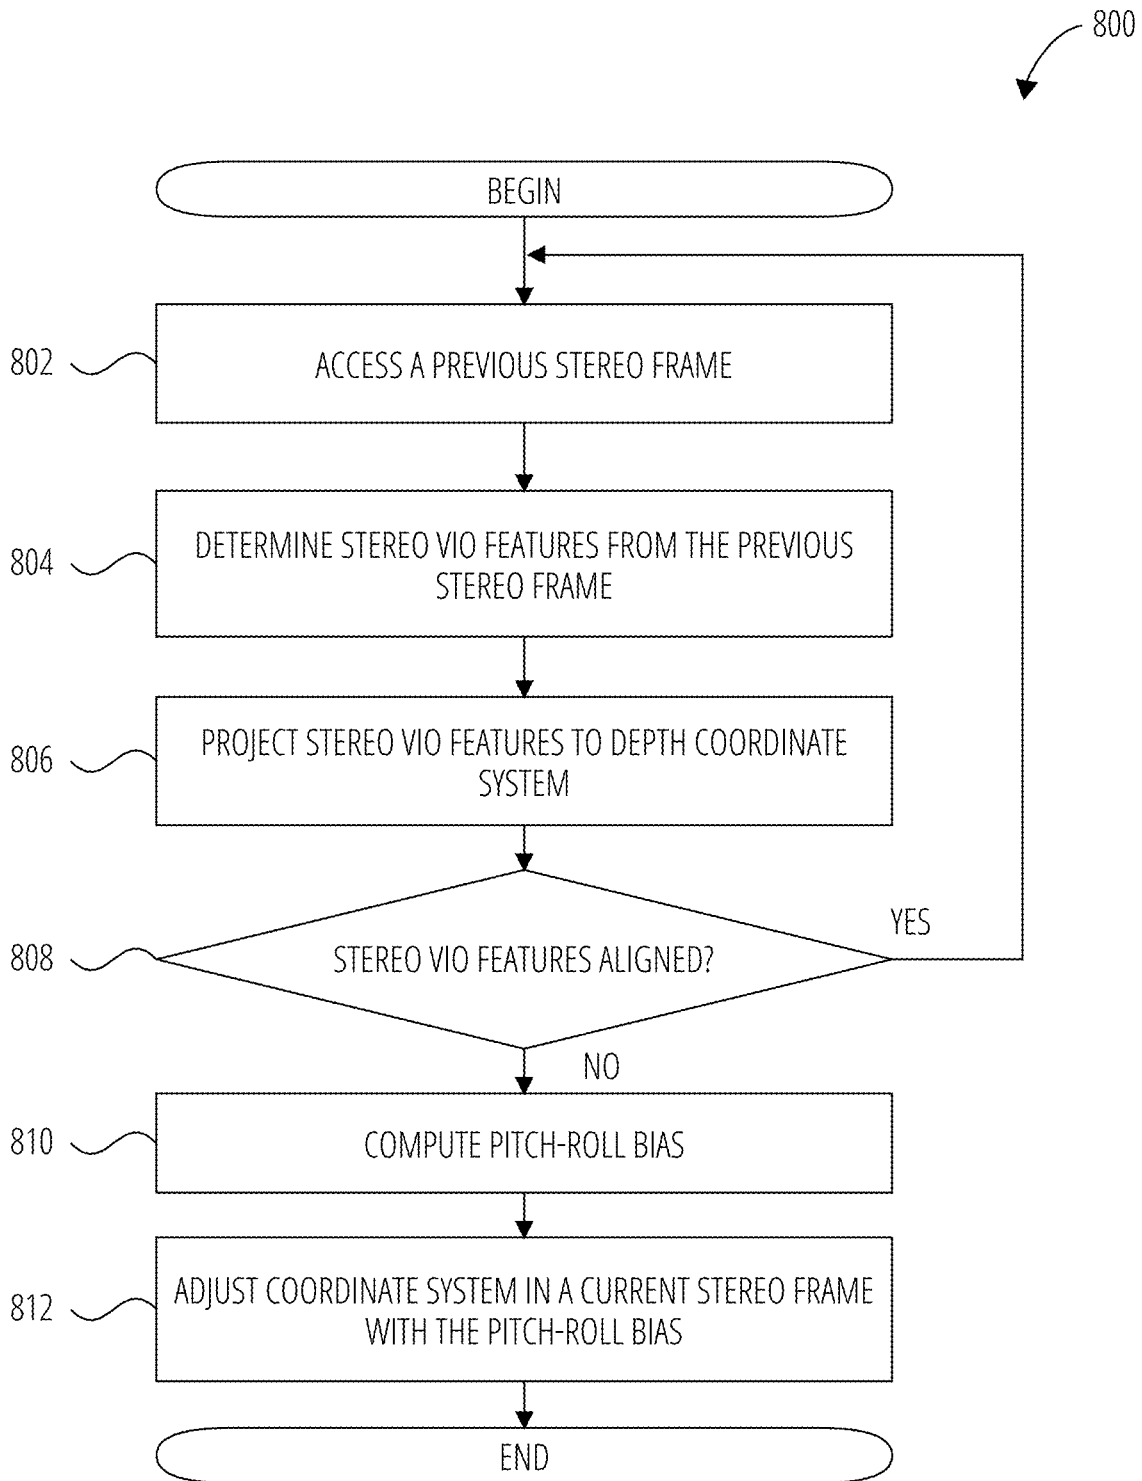 800
BEGIN
802
ACCESS A PREVIOUS STEREO FRAME
804
DETERMINE STEREO VIO FEATURES FROM THE PREVIOUS
STEREO FRAME
806
PROJECT STEREO VIO FEATURES TO DEPTH COORDINATE
SYSTEM
808
STEREO VIO FEATURES ALIGNED?
YES
NO
810
COMPUTE PITCH-ROLL BIAS
812
ADJUST COORDINATE SYSTEM IN A CURRENT STEREO FRAME
WITH THE PITCH-ROLL BIAS
END